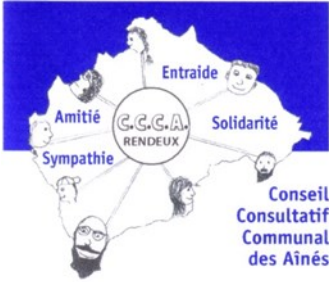 Entraide
Amitié
C.C.C.A.
RENDEUX
Solidarité
Sympathie
Conseil
Consultatif
Communal
des Aînés